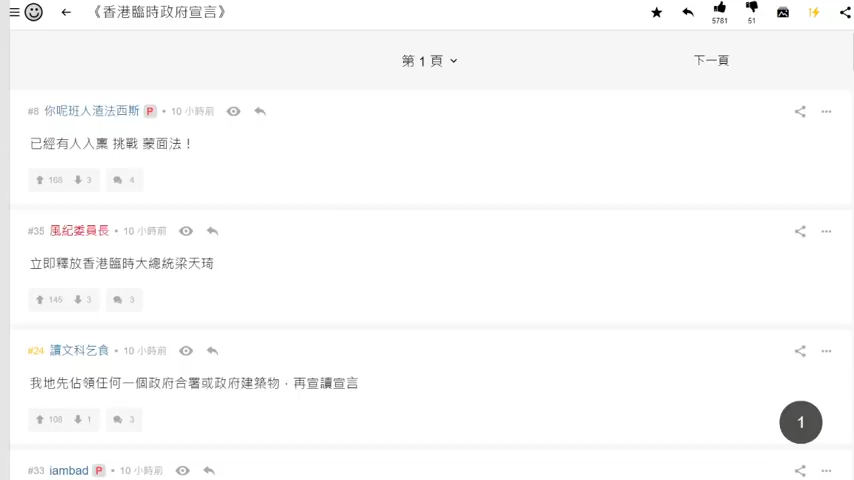 《香港臨時政府宣言》
5781
51
第 1 頁
下一頁
#8 你呢班人渣法西斯 P • 10 小時前
已經有人入稟 挑戰 蒙面法！
168 3 4
#35 風紀委員長 • 10 小時前
立即釋放香港臨時大總統梁天琦
145 3 3
#24 讀文科乞食 • 10 小時前
我地先佔領任何一個政府合署或政府建築物，再宣讀宣言
108 1 3
1
#33 iambad P • 10 小時前